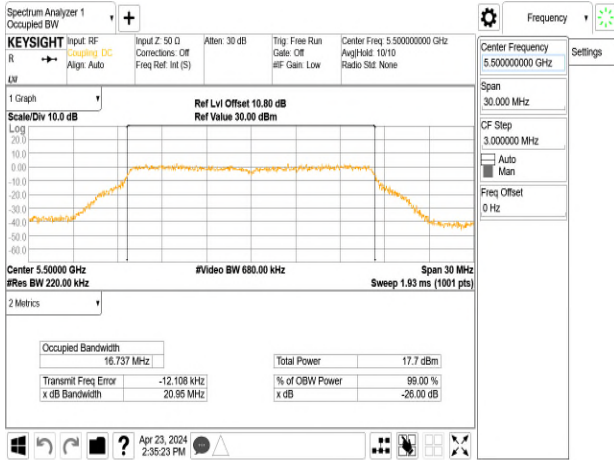 Spectrum Analyzer 1
Occupied BW
Frequency
KEYSIGHT
R
LXI
Input: RF
Coupling: DC
Align: Auto
Input Z: 50 Ω
Corrections: Off
Freq Ref: Int (S)
Atten: 30 dB
Trig: Free Run
Gate: Off
#IF Gain: Low
Center Freq: 5.500000000 GHz
Avg|Hold: 10/10
Radio Std: None
Center Frequency
5.500000000 GHz
Settings
Span
30.000 MHz
CF Step
3.000000 MHz
Auto
Man
Freq Offset
0 Hz
1 Graph
Scale/Div 10.0 dB
Ref Lvl Offset 10.80 dB
Ref Value 30.00 dBm
Log
20.0
10.0
0.00
-10.0
-20.0
-30.0
-40.0
-50.0
-60.0
Center 5.50000 GHz
#Res BW 220.00 kHz
#Video BW 680.00 kHz
Span 30 MHz
Sweep 1.93 ms (1001 pts)
2 Metrics
Occupied Bandwidth
16.737 MHz
Total Power 17.7 dBm
Transmit Freq Error -12.108 kHz
% of OBW Power 99.00 %
x dB Bandwidth 20.95 MHz
x dB -26.00 dB
?
Apr 23, 2024
2:35:23 PM